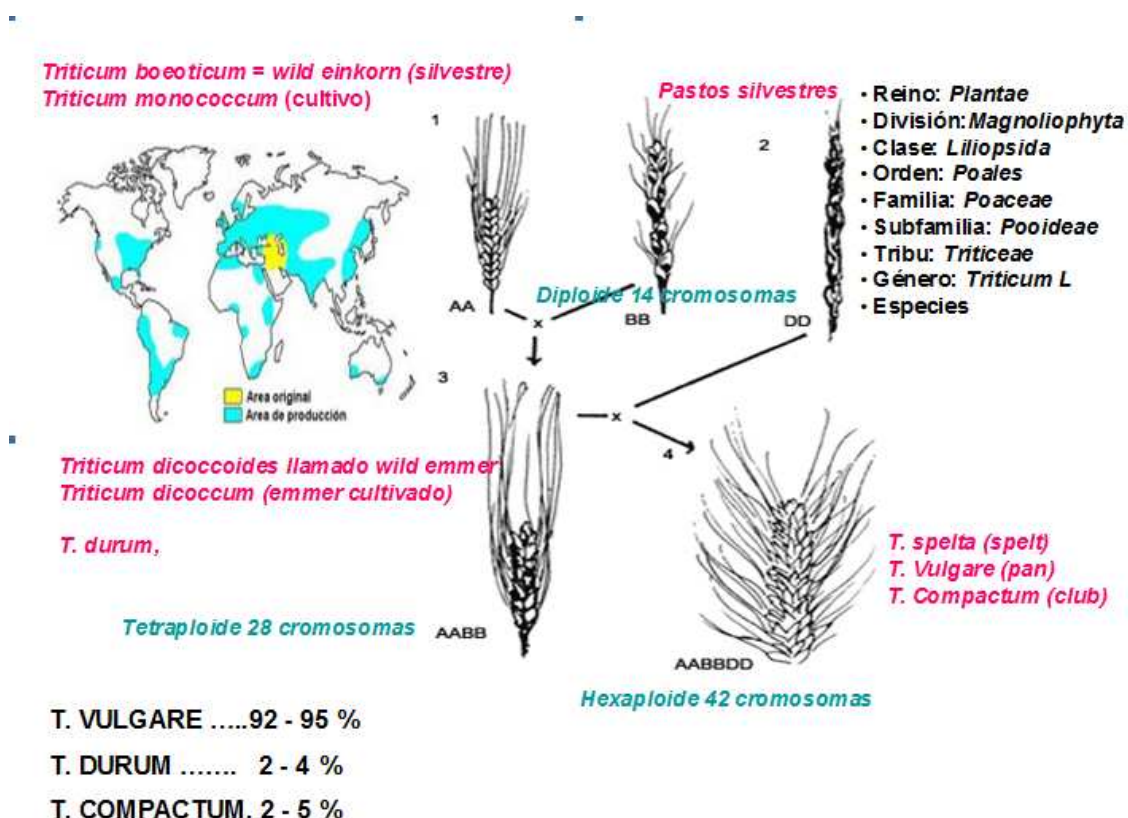 Triticum boeoticum = wild einkorn (silvestre)
Triticum monococcum (cultivo)
1
AA
Area original
Area de producción
Pastos silvestres
2
Diploide 14 cromosomas
BB
DD
x
• Reino: Plantae
• División:Magnoliophyta
• Clase: Liliopsida
• Orden: Poales
• Familia: Poaceae
• Subfamilia: Pooideae
• Tribu: Triticeae
• Género: Triticum L
• Especies
3
x
4
Triticum dicoccoides llamado wild emmer
Triticum dicoccum (emmer cultivado)
T. durum,
Tetraploide 28 cromosomas
AABB
T. spelta (spelt)
T. Vulgare (pan)
T. Compactum (club)
AABBDD
Hexaploide 42 cromosomas
T. VULGARE .....92 - 95 %
T. DURUM ....... 2 - 4 %
T. COMPACTUM. 2 - 5 %